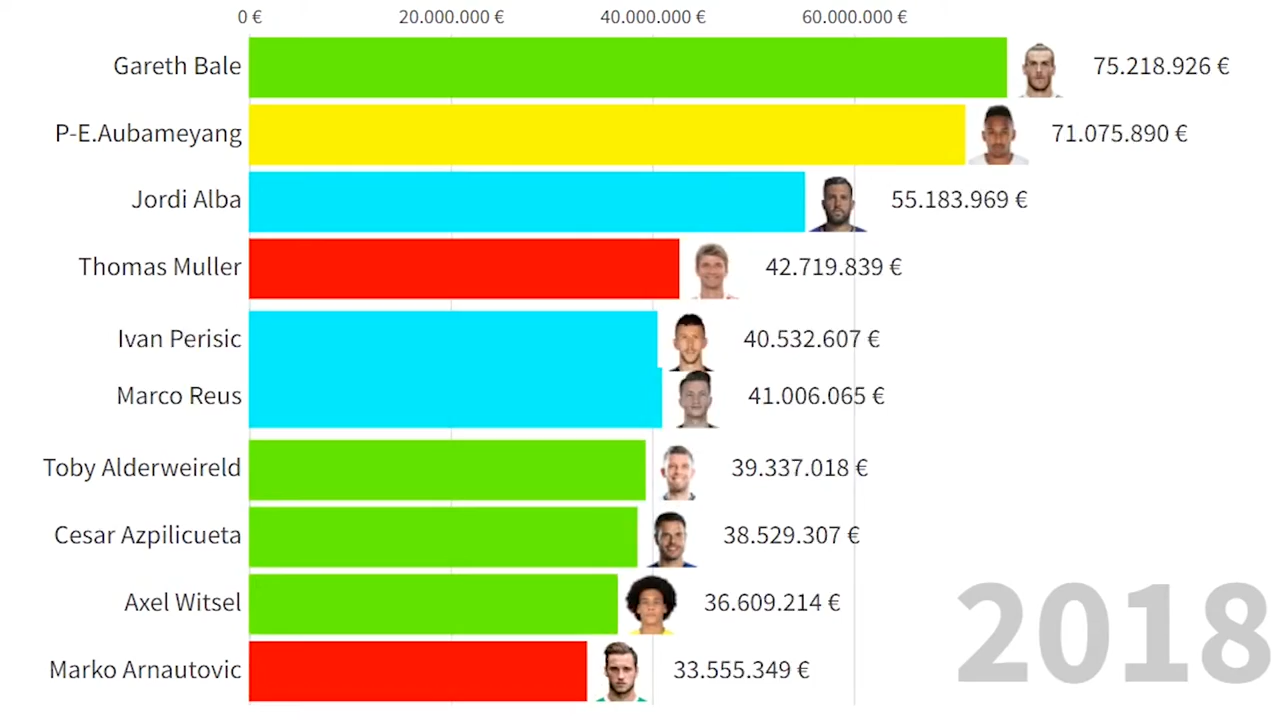 0 € 20.000.000 € 40.000.000 € 60.000.000 €
Gareth Bale 75.218.926 €
P-E.Aubameyang 71.075.890 €
Jordi Alba 55.183.969 €
Thomas Muller 42.719.839 €
Ivan Perisic 40.532.607 €
Marco Reus 41.006.065 €
Toby Alderweireld 39.337.018 €
Cesar Azpilicueta 38.529.307 €
Axel Witsel 36.609.214 €
Marko Arnautovic 33.555.349 €
2018